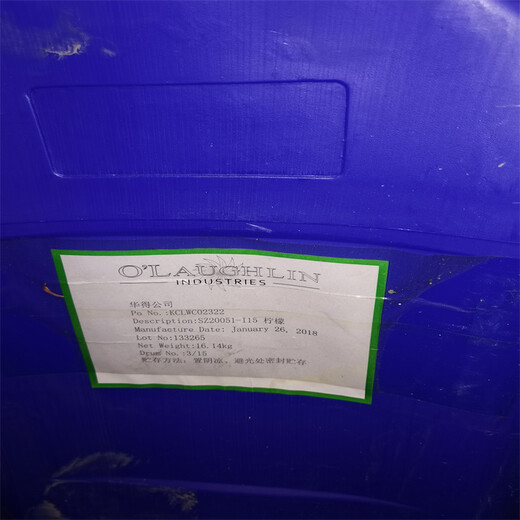 O'LAUGHLIN
INDUSTRIES
华得公司
Po No.:KCLWC02322
Description:SZ20051-115 柠檬
Manufacture Date: January 26, 2018
Lot No:133265
Net Weight:16.14kg
Drum No.:3/15
贮存方法：置阴凉，避光处密封贮存